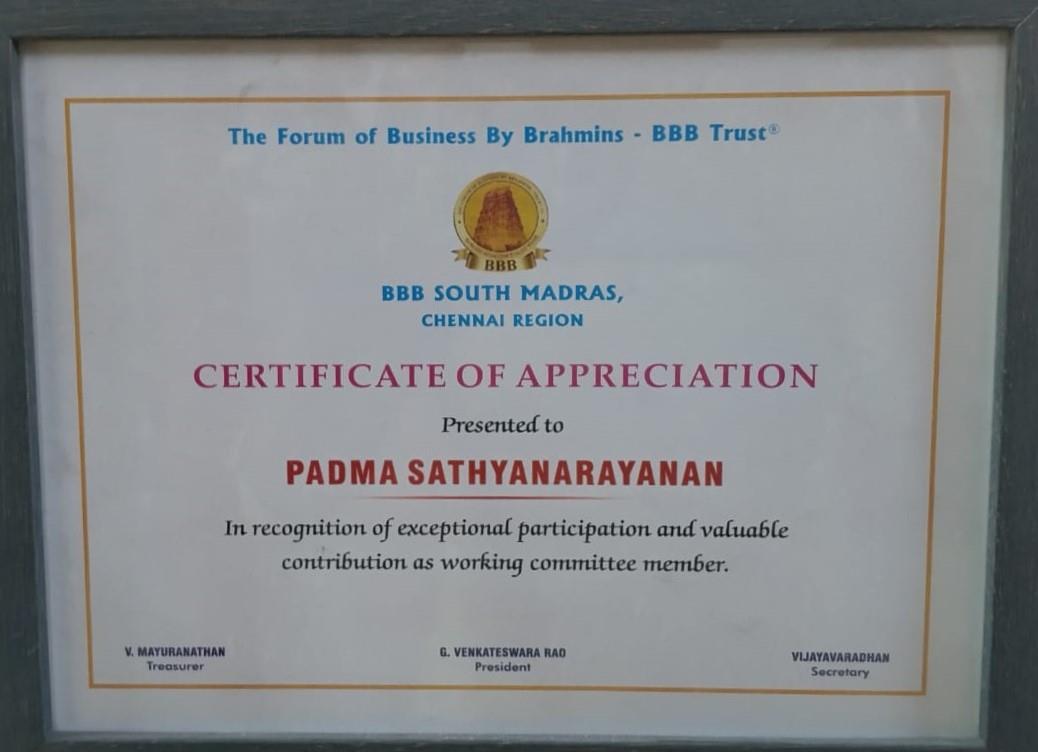 The Forum of Business By Brahmins - BBB Trust®
BBB
BBB SOUTH MADRAS,
CHENNAI REGION
CERTIFICATE OF APPRECIATION
Presented to
PADMA SATHYANARAYANAN
In recognition of exceptional participation and valuable
contribution as working committee member.
V. MAYURANATHAN
Treasurer
G. VENKATESWARA RAO
President
VIJAYAVARADHAN
Secretary